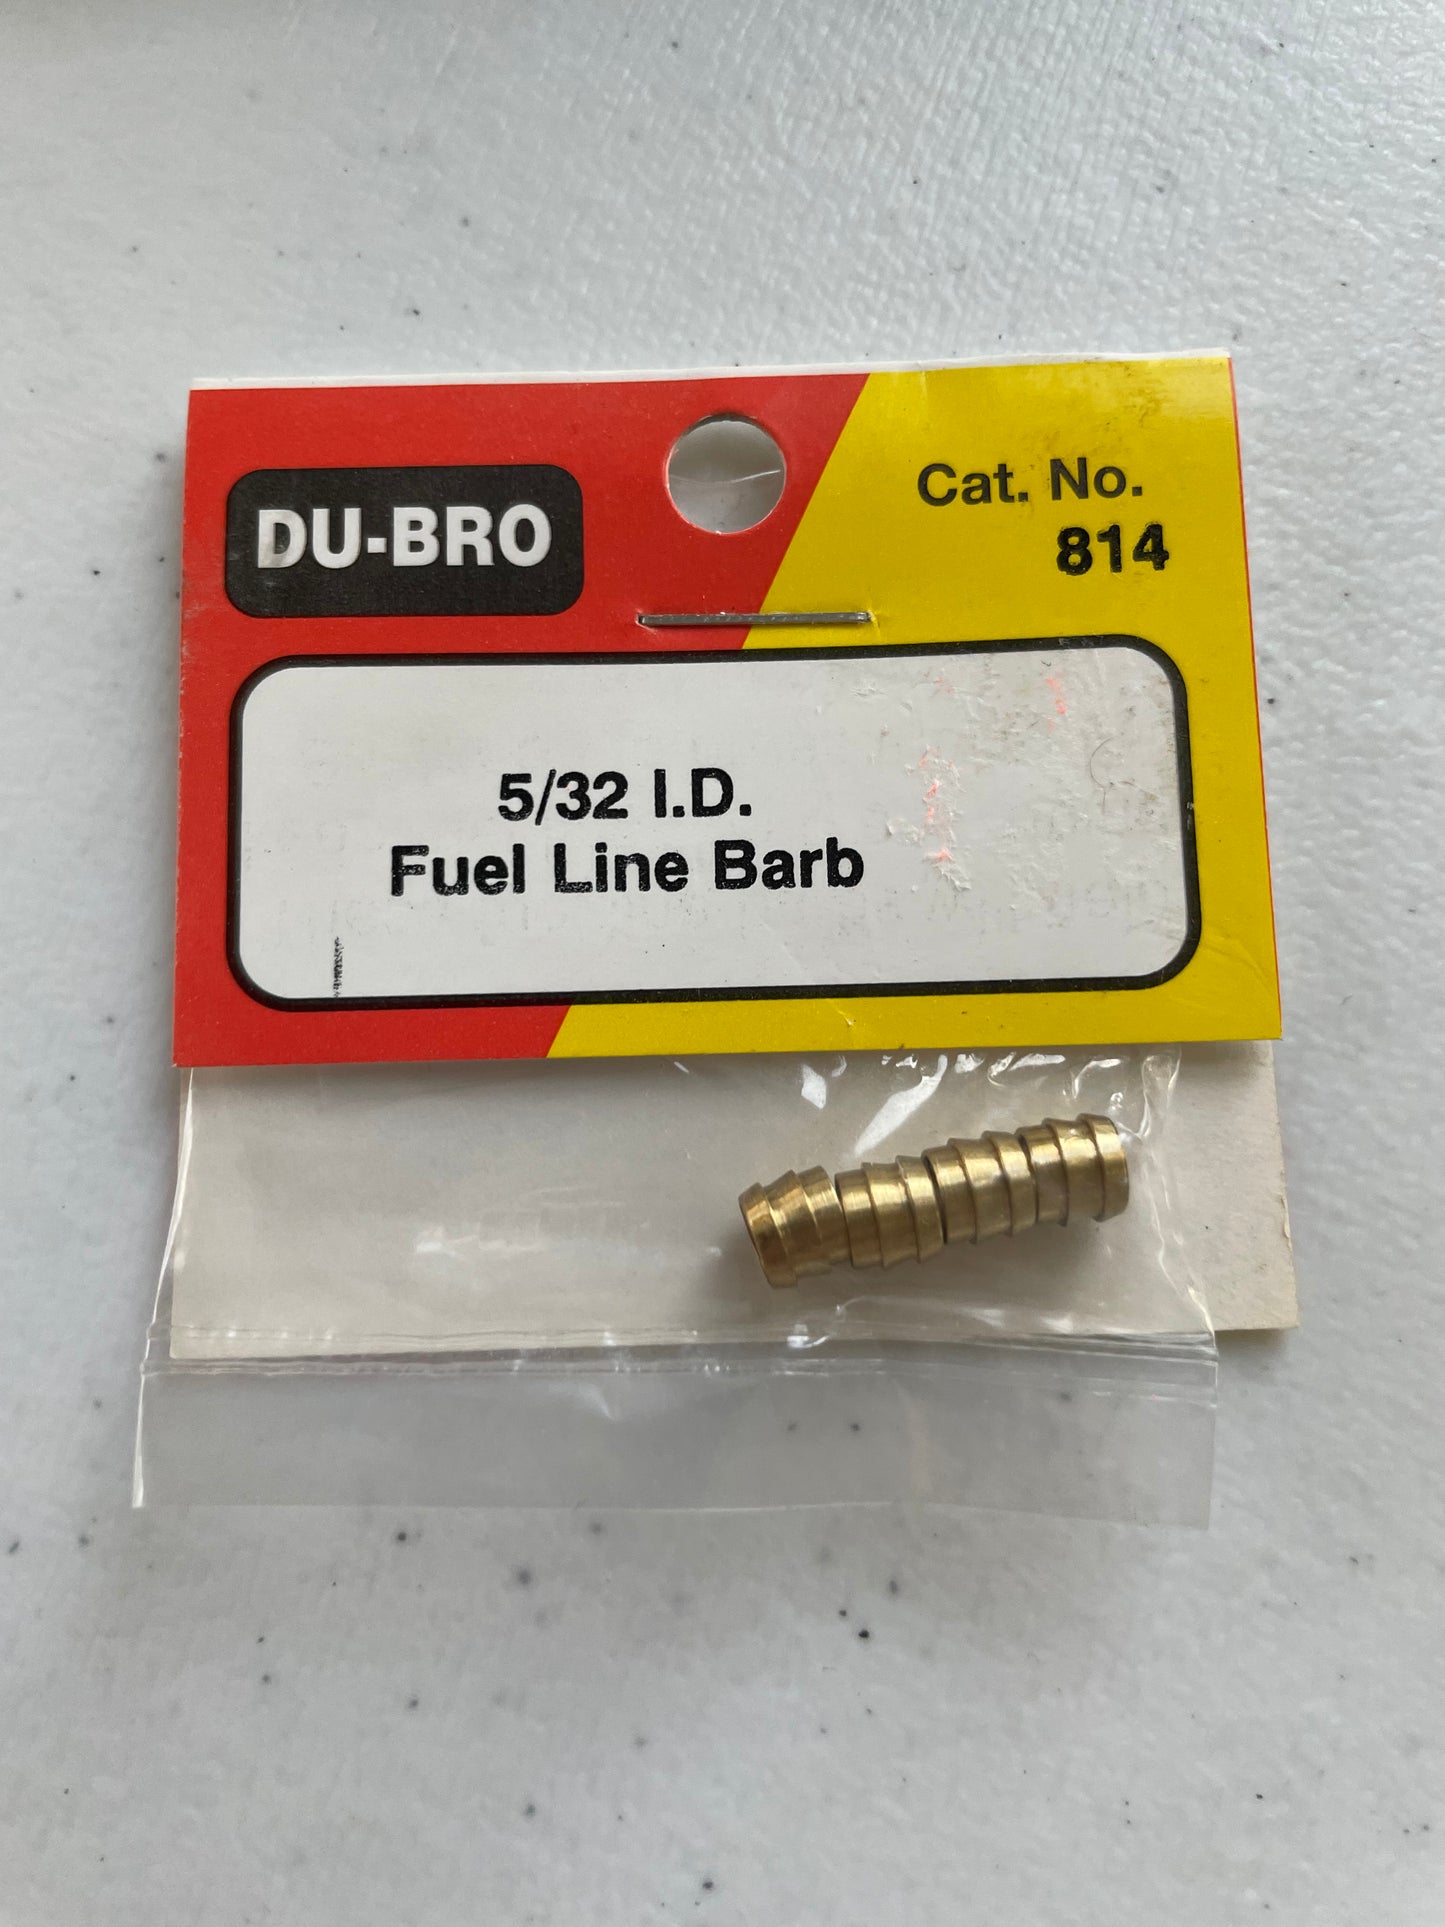 DU-BRO
Cat. No.
814
5/32 I.D.
Fuel Line Barb